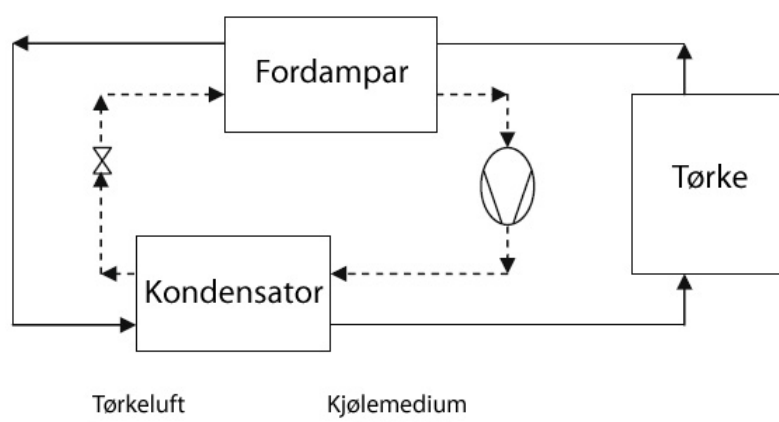 Fordampar
Tørke
Kondensator
Tørkeluft
Kjølemedium